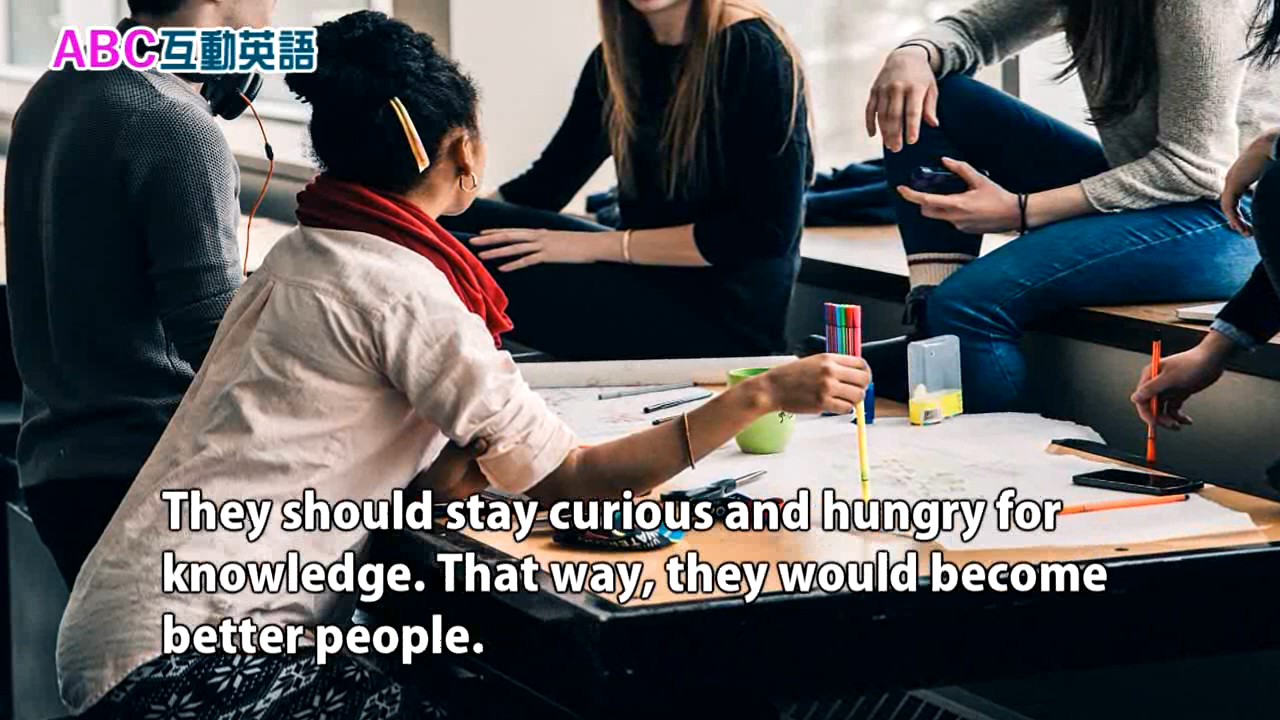 ABC互動英語
They should stay curious and hungry for
knowledge. That way, they would become
better people.